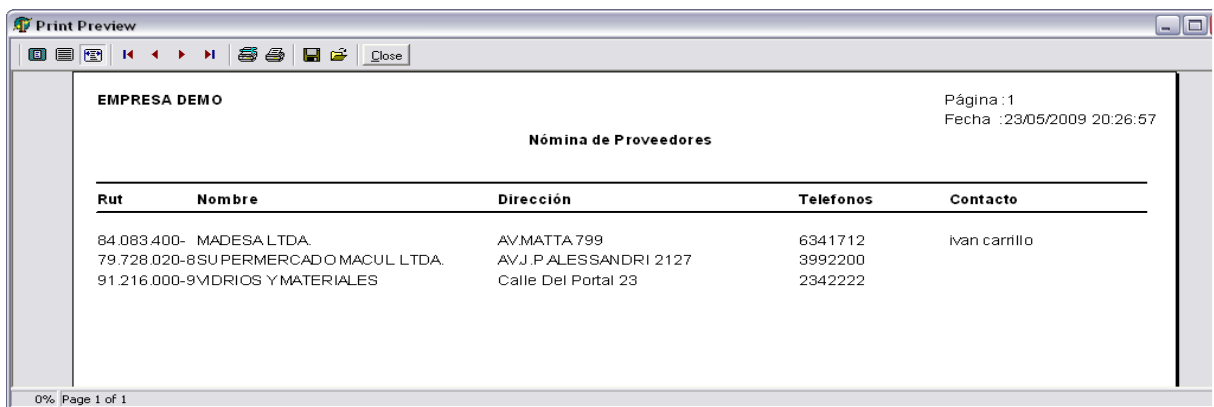 Print Preview
Close
EMPRESA DEMO Página :1
Fecha :23/05/2009 20:26:57
Nómina de Proveedores
Rut Nombre Dirección Telefonos Contacto
84.083.400- MADESA LTDA. AV.MATTA 799 6341712 ivan carrillo
79.728.020-8SUPERMERCADO MACUL LTDA. AV.J.P.ALESSANDRI 2127 3992200
91.216.000-9VIDRIOS Y MATERIALES Calle Del Portal 23 2342222
0% Page 1 of 1